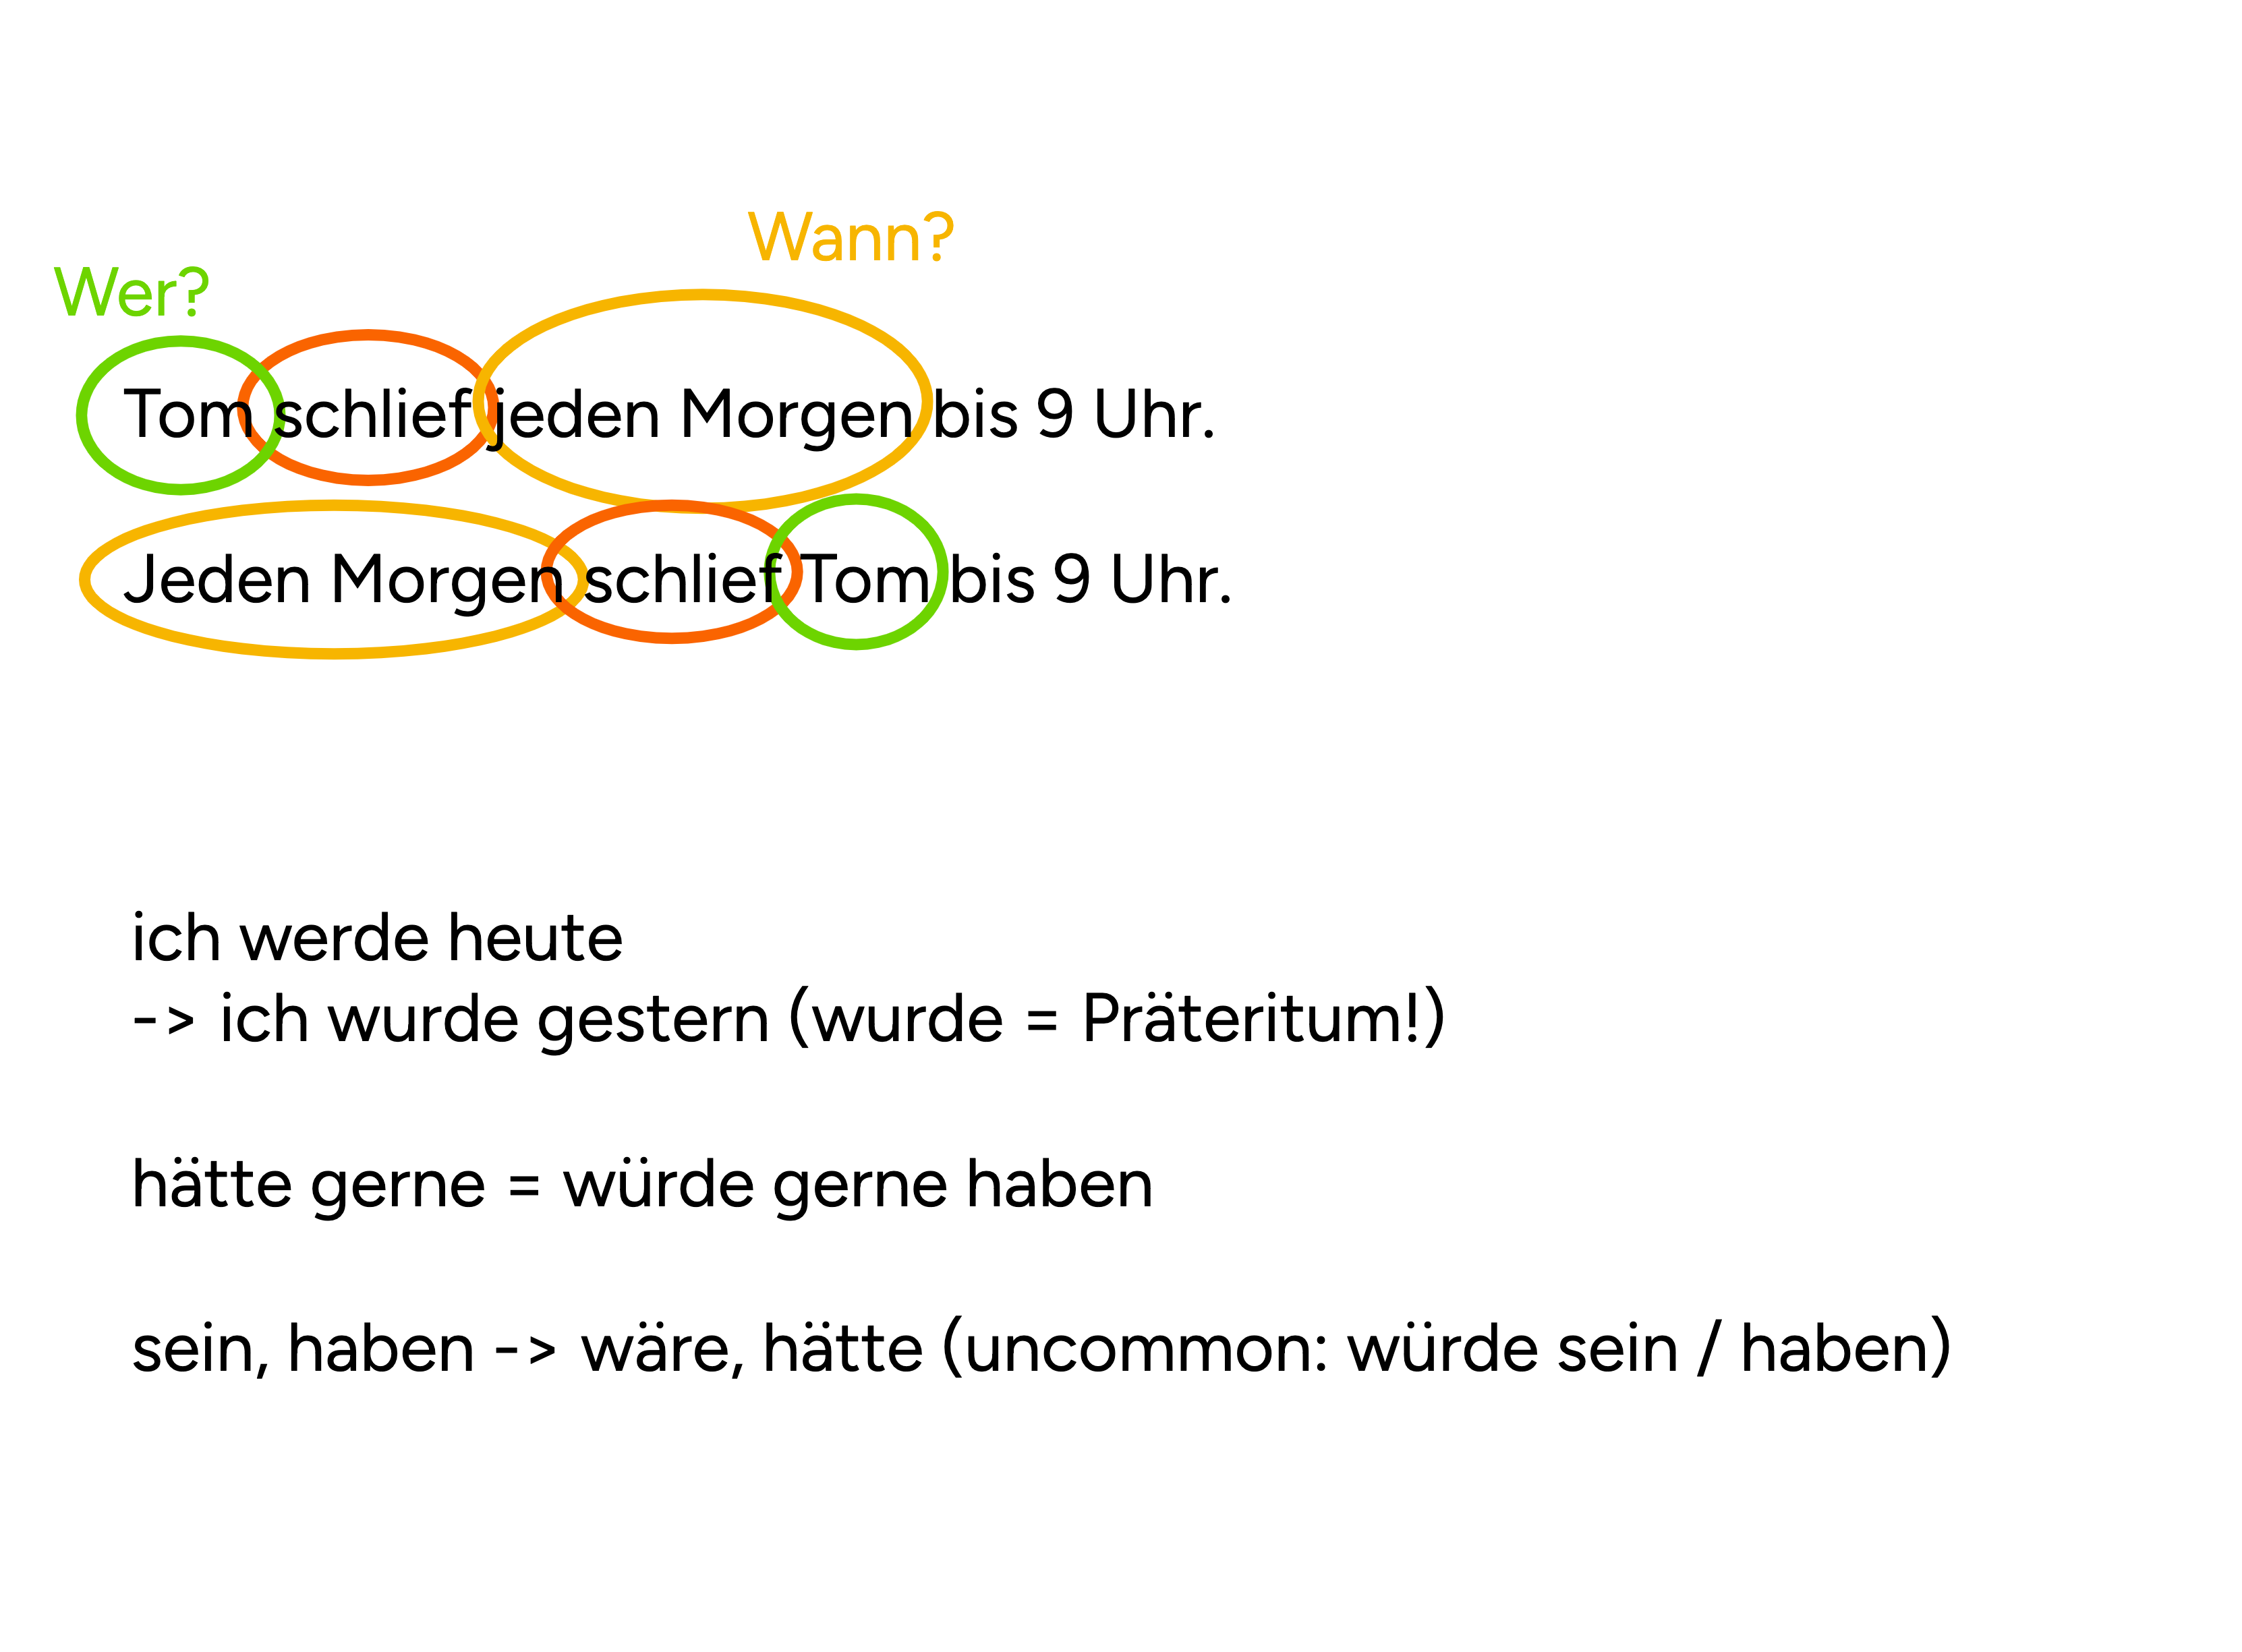 Wann?
Wer?
Tom schlief jeden Morgen bis 9 Uhr.
Jeden Morgen schlief Tom bis 9 Uhr.
ich werde heute
-> ich wurde gestern (wurde = Präteritum!)
hätte gerne = würde gerne haben
sein, haben -> wäre, hätte (uncommon: würde sein / haben)